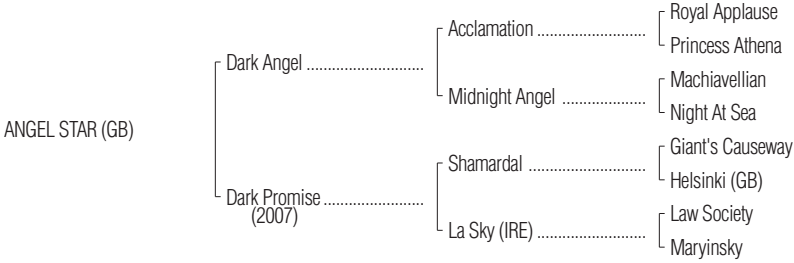 Royal Applause
Acclamation ..........................
Princess Athena
Dark Angel ............................
Machiavellian
Midnight Angel ....................
Night At Sea
ANGEL STAR (GB)
Giant's Causeway
Shamardal ............................
Helsinki (GB)
Dark Promise ........................
(2007)
Law Society
La Sky (IRE) ..........................
Maryinsky